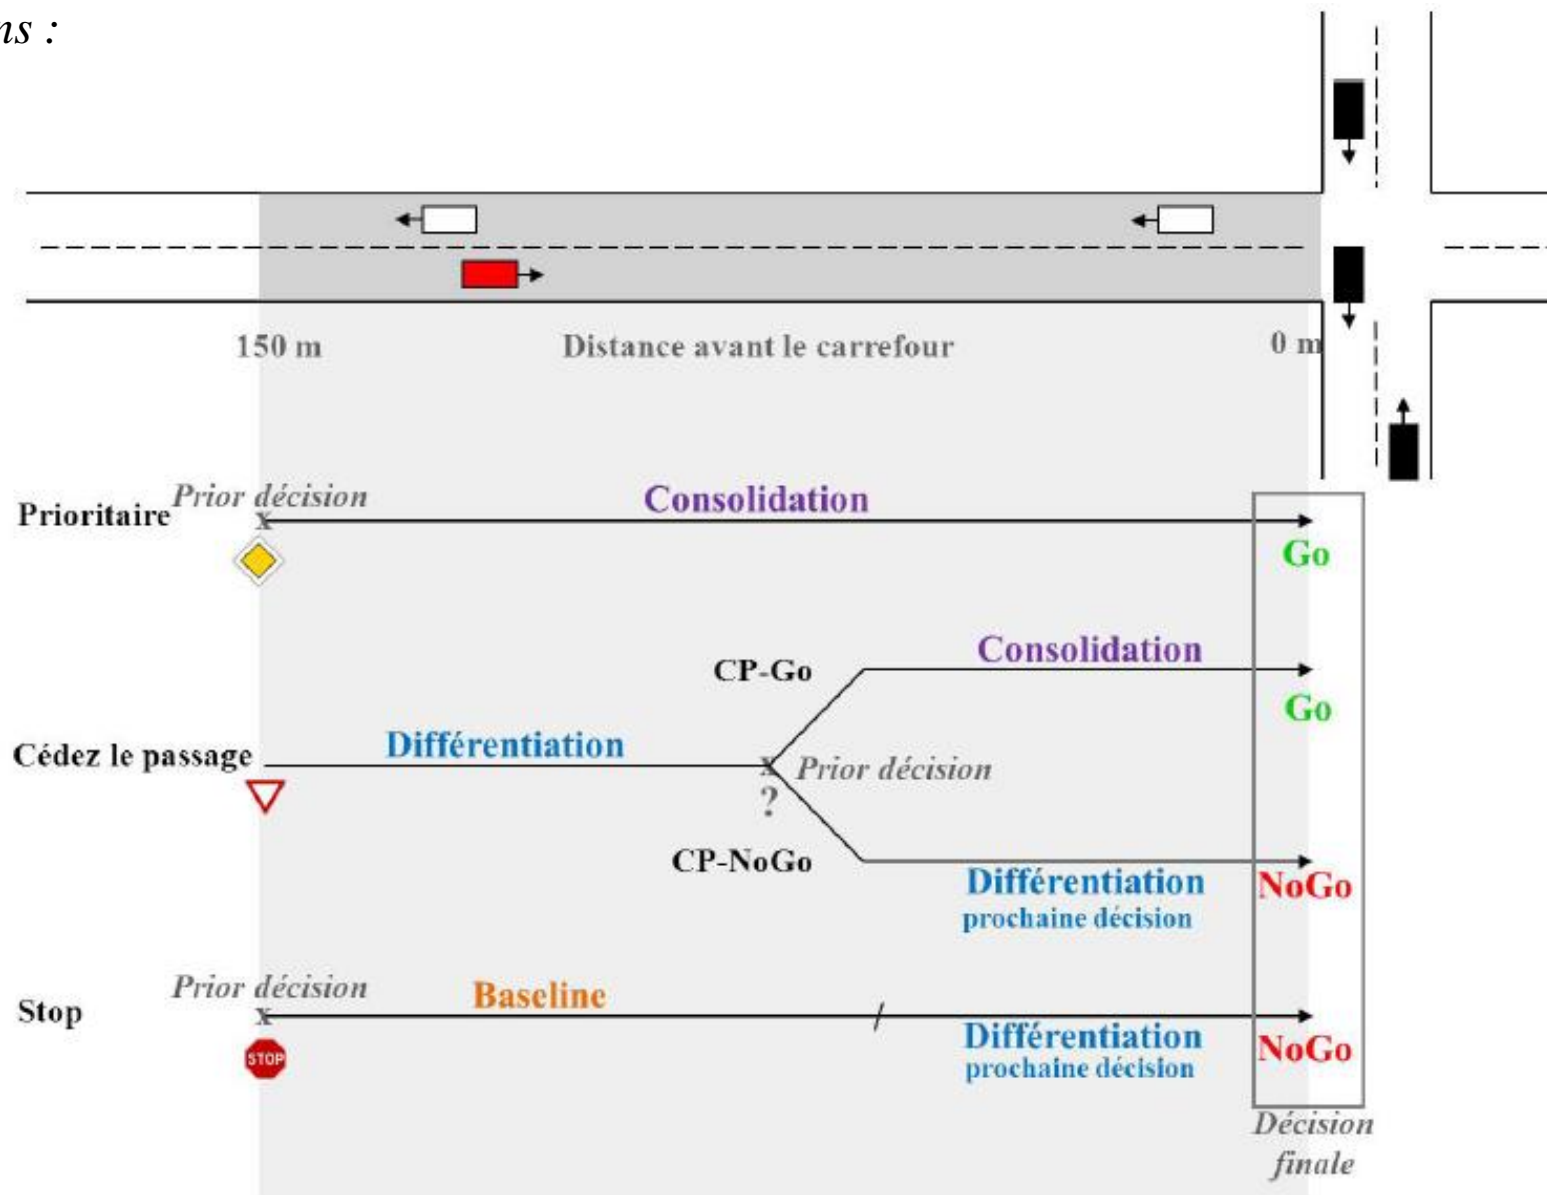 ns :
150 m
Distance avant le carrefour
0 m
Prior décision
Consolidation
Prioritaire
Go
Consolidation
CP-Go
Go
Différentiation
Cédez le passage
x Prior décision
?
CP-NoGo
Différentiation
NoGo
prochaine décision
Prior décision
Baseline
Stop
x
/
Différentiation
NoGo
STOP
prochaine décision
Décision
finale